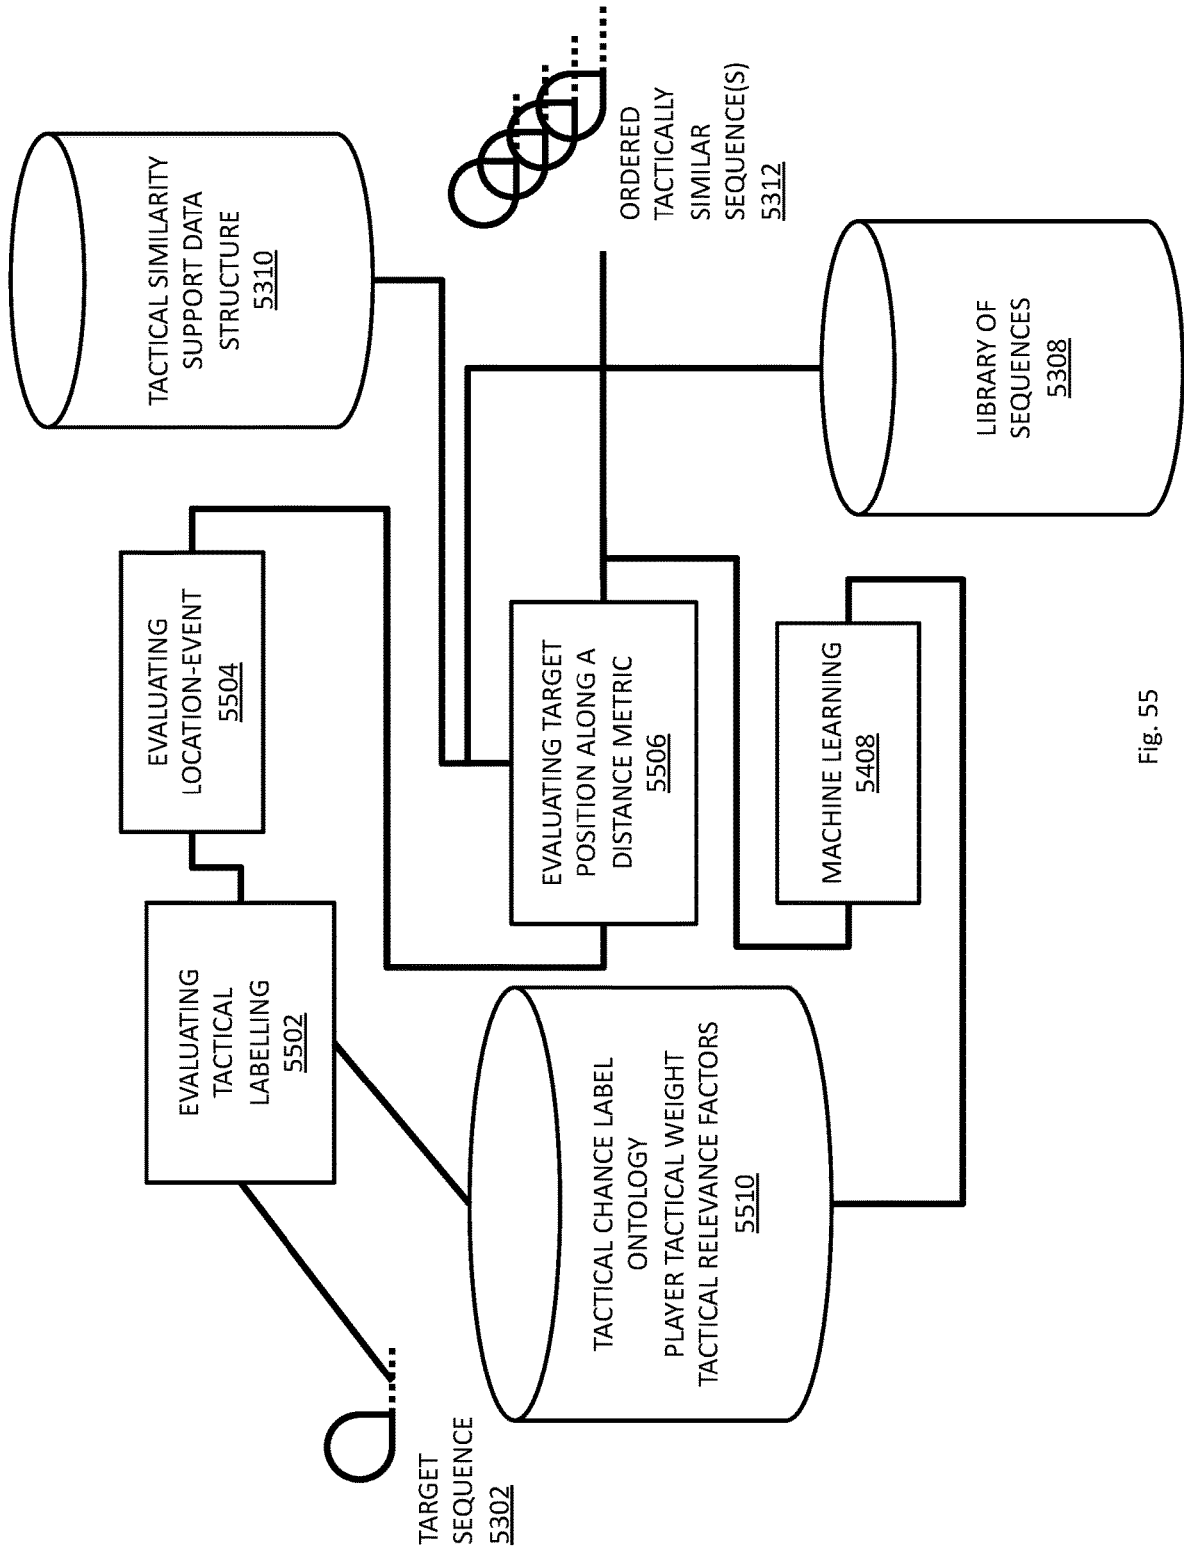 TARGET
SEQUENCE
5302
EVALUATING
TACTICAL
LABELLING
5502
EVALUATING
LOCATION-EVENT
5504
TACTICAL SIMILARITY
SUPPORT DATA
STRUCTURE
5310
TACTICAL CHANCE LABEL
ONTOLOGY
PLAYER TACTICAL WEIGHT
TACTICAL RELEVANCE FACTORS
5510
EVALUATING TARGET
POSITION ALONG A
DISTANCE METRIC
5506
ORDERED
TACTICALLY
SIMILAR
SEQUENCE(S)
5312
MACHINE LEARNING
5408
LIBRARY OF
SEQUENCES
5308
Fig. 55